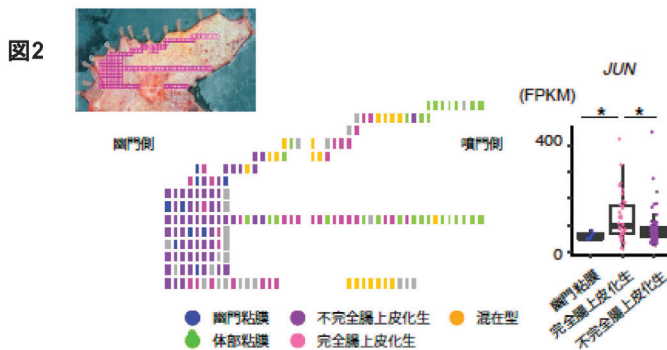 図2
幽門側
噴門側
幽門粘膜
不完全腸上皮化生
混在型
体部粘膜
完全腸上皮化生
JUN
(FPKM)
* *
400
0
幽門粘膜
完全腸上皮化生
不完全腸上皮化生